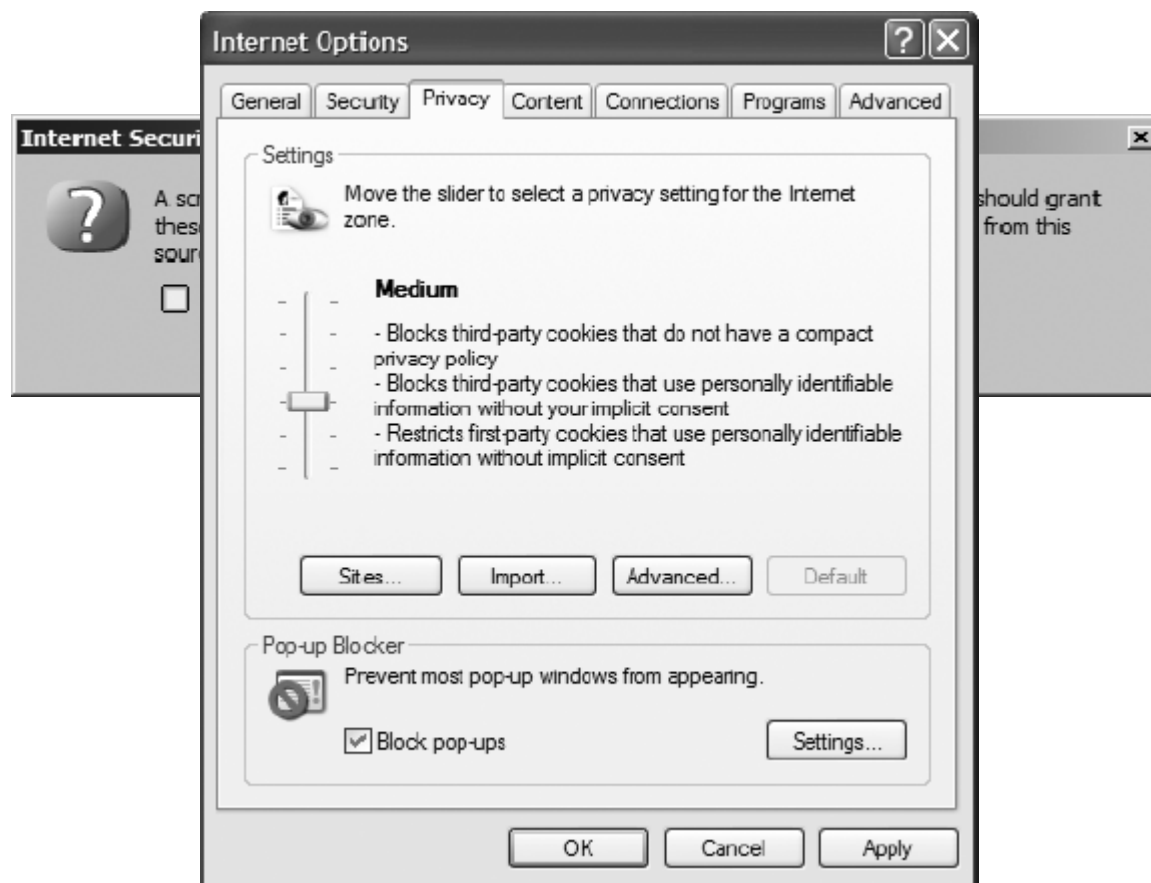 Internet Options
General Security Privacy Content Connections Programs Advanced
Internet Securi
A scr
these
sour
should grant
from this
Settings
Move the slider to select a privacy setting for the Internet
zone.
Medium
- Blocks third-party cookies that do not have a compact
privacy policy
- Blocks third-party cookies that use personally identifiable
information without your implicit consent
- Restricts first-party cookies that use personally identifiable
information without implicit consent
Sites... Import... Advanced... Default
Pop-up Blocker
Prevent most pop-up windows from appearing.
Block pop-ups
Settings...
OK Cancel Apply